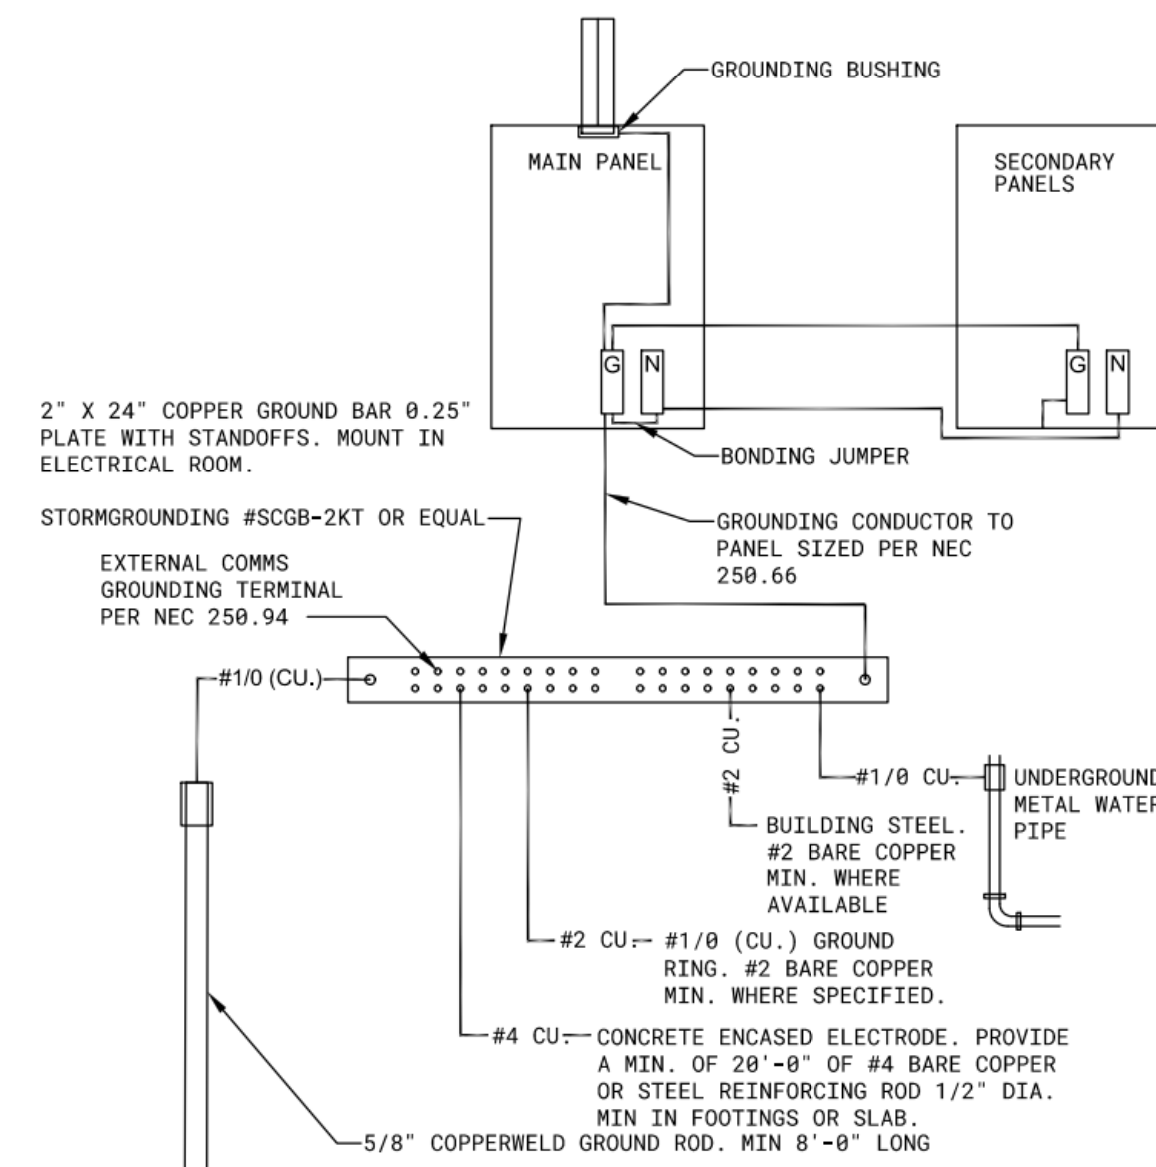 GROUNDING BUSHING
MAIN PANEL
SECONDARY
PANELS
G
N
G
N
2" X 24" COPPER GROUND BAR 0.25"
PLATE WITH STANDOFFS. MOUNT IN
ELECTRICAL ROOM.
BONDING JUMPER
STORMGROUNDING #SCGB-2KT OR EQUAL
GROUNDING CONDUCTOR TO
PANEL SIZED PER NEC
250.66
EXTERNAL COMMS
GROUNDING TERMINAL
PER NEC 250.94
#1/0 (CU.)
#2 CU.
#1/0 CU.
UNDERGROUND
METAL WATER
PIPE
BUILDING STEEL.
#2 BARE COPPER
MIN. WHERE
AVAILABLE
#2 CU.
#1/0 (CU.) GROUND
RING. #2 BARE COPPER
MIN. WHERE SPECIFIED.
#4 CU.
CONCRETE ENCASED ELECTRODE. PROVIDE
A MIN. OF 20'-0" OF #4 BARE COPPER
OR STEEL REINFORCING ROD 1/2" DIA.
MIN IN FOOTINGS OR SLAB.
5/8" COPPERWELD GROUND ROD. MIN 8'-0" LONG